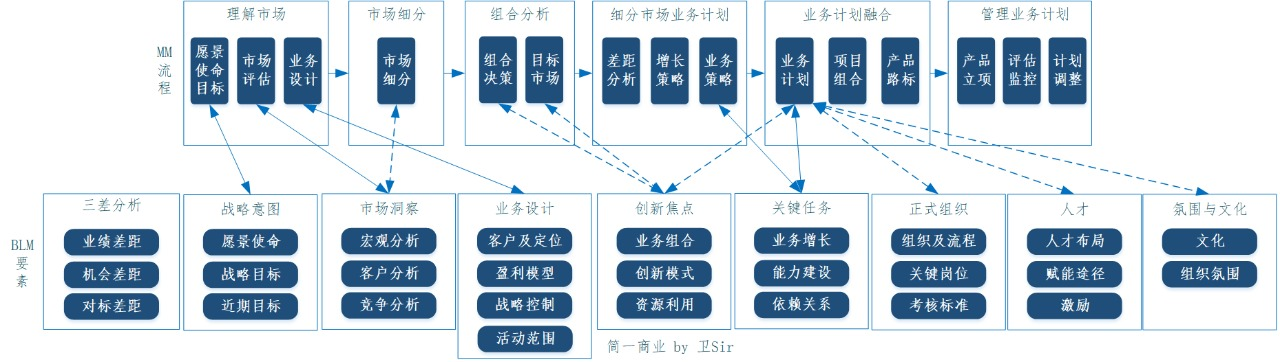 理解市场
市场细分
组合分析
细分市场业务计划
业务计划融合
管理业务计划
MM
流
程
愿景
使命
目标
市场
评估
业务
设计
市场
细分
组合
决策
目标
市场
差距
分析
增长
策略
业务
策略
业务
计划
项目
组合
产品
路标
产品
立项
评估
监控
计划
调整
BLM
要
素
三差分析
业绩差距
机会差距
对标差距
战略意图
愿景使命
战略目标
近期目标
市场洞察
宏观分析
客户分析
竞争分析
业务设计
客户及定位
盈利模型
战略控制
活动范围
创新焦点
业务组合
创新模式
资源利用
关键任务
业务增长
能力建设
依赖关系
正式组织
组织及流程
关键岗位
考核标准
人才
人才布局
赋能途径
激励
氛围与文化
文化
组织氛围
简一商业 by 卫Sir